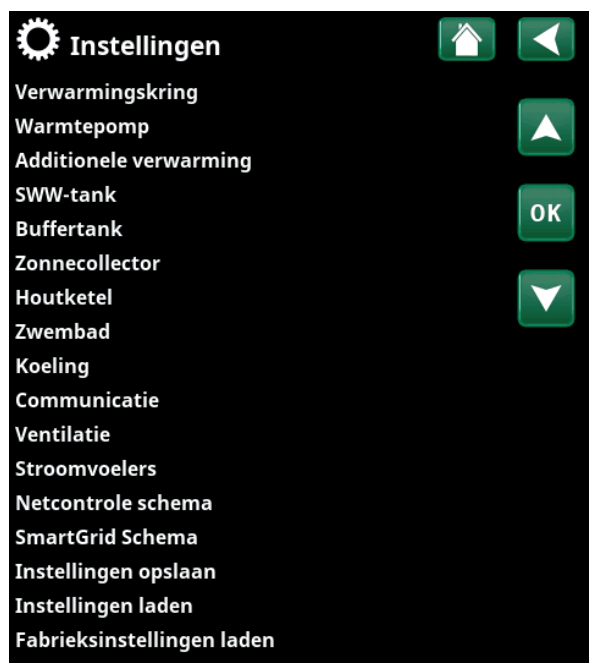 Instellingen
Verwarmingskring
Warmtepomp
Additionele verwarming
SWW-tank
OK
Buffertank
Zonnecollector
Houtketel
Zwembad
Koeling
Communicatie
Ventilatie
Stroomvoelers
Netcontrole schema
SmartGrid Schema
Instellingen opslaan
Instellingen laden
Fabrieksinstellingen laden